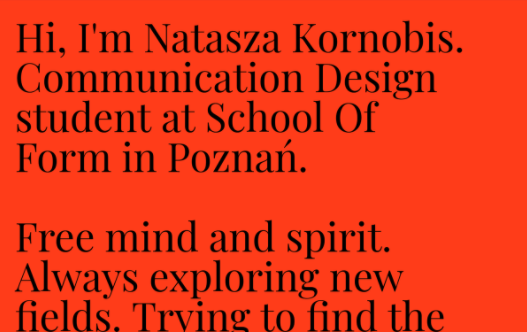 Hi, I'm Natasza Kornobis.
Communication Design
student at School Of
Form in Poznań.
Free mind and spirit.
Always exploring new
fields. Trying to find the